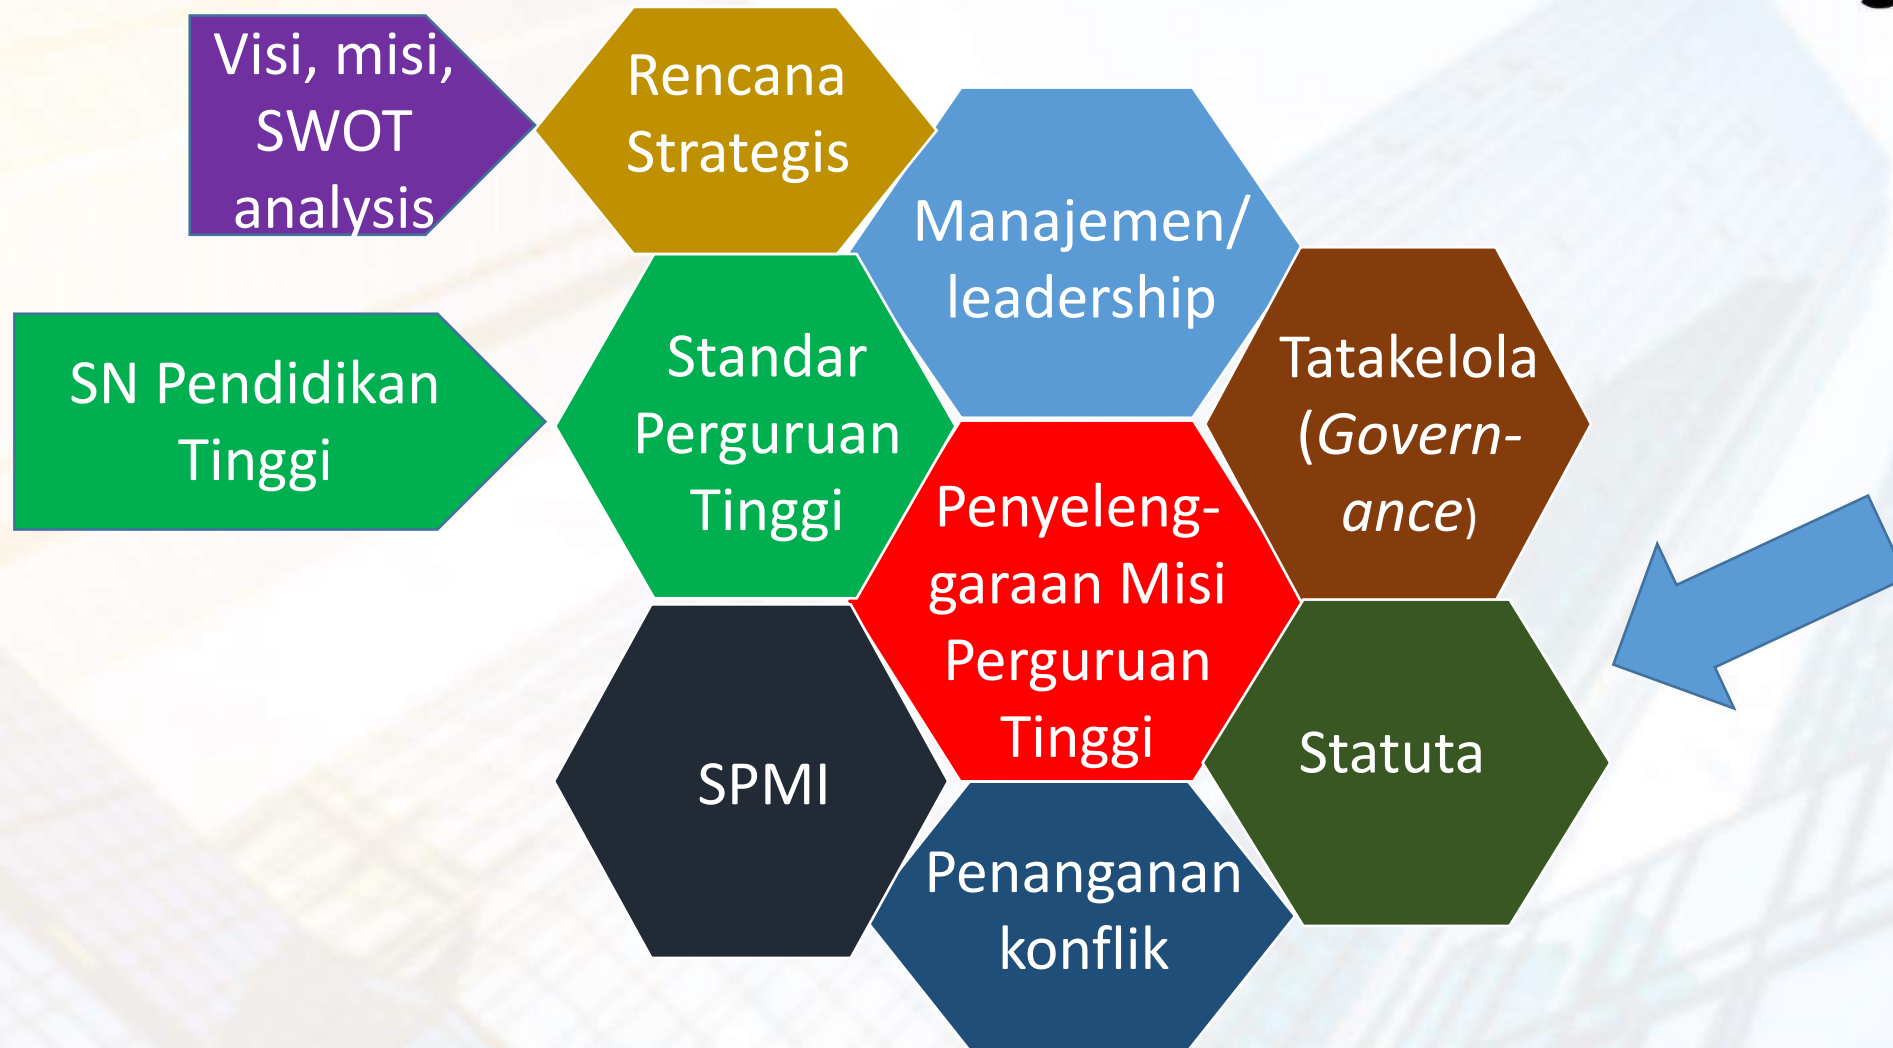 Visi, misi,
SWOT
analysis
Rencana
Strategis
Manajemen/
leadership
SN Pendidikan
Tinggi
Standar
Perguruan
Tinggi
Tatakelola
(Govern-
ance)
Penyeleng-
garaan Misi
Perguruan
Tinggi
SPMI
Statuta
Penanganan
konflik